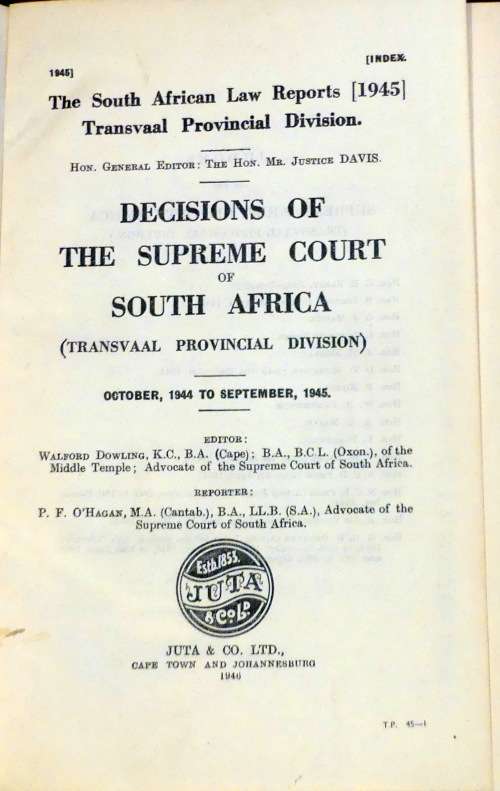 1945]
[INDEX.
The South African Law Reports [1945]
Transvaal Provincial Division.
HON. GENERAL EDITOR: THE HON. MR. JUSTICE DAVIS.
DECISIONS OF
THE SUPREME COURT
OF
SOUTH AFRICA
(TRANSVAAL PROVINCIAL DIVISION)
OCTOBER, 1944 TO SEPTEMBER, 1945.
EDITOR:
WALFORD DOWLING, K.C., B.A. (Cape); B.A., B.C.L. (Oxon.), of the
Middle Temple; Advocate of the Supreme Court of South Africa.
REPORTER:
P. F. O'HAGAN, M.A. (Cantab.), B.A., LL.B. (S.A.), Advocate of the
Supreme Court of South Africa.
Estb. 1853.
JUTA
& Co. Ld.
JUTA & CO. LTD.,
CAPE TOWN AND JOHANNESBURG
1946
T.P. 45—1